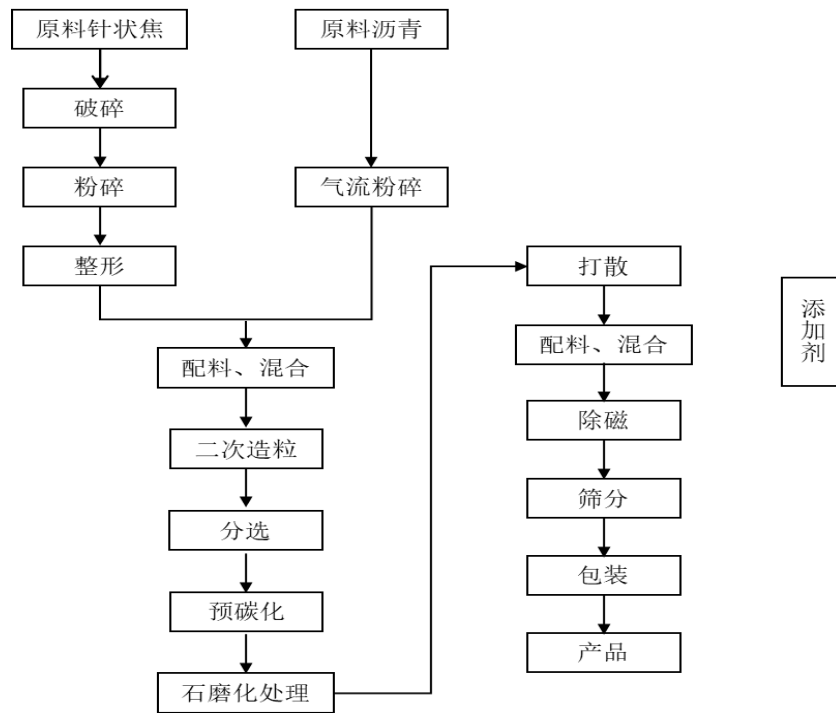 原料针状焦
原料沥青
破碎
粉碎
气流粉碎
整形
配料、混合
二次造粒
分选
预碳化
石磨化处理
打散
配料、混合
除磁
筛分
包装
产品
添加剂